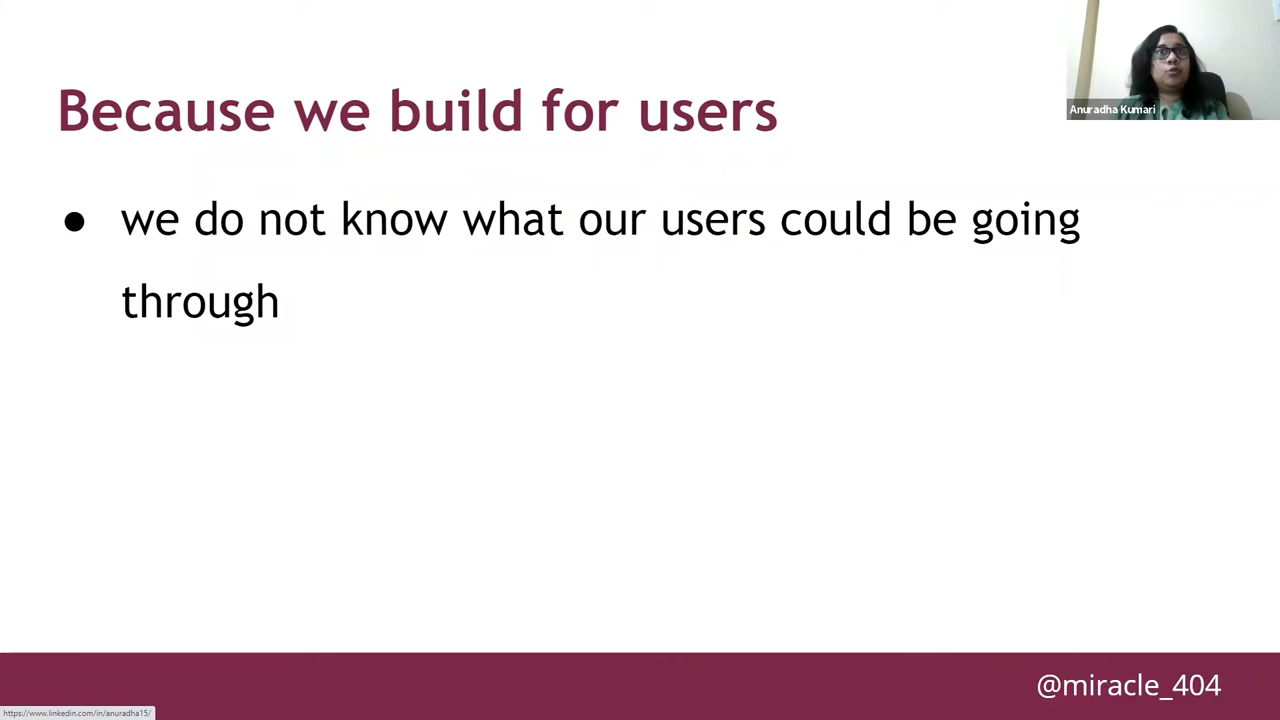 Because we build for users
Anuradha Kumari
● we do not know what our users could be going
through
@miracle_404
https://www.linkedin.com/in/anuradha15/